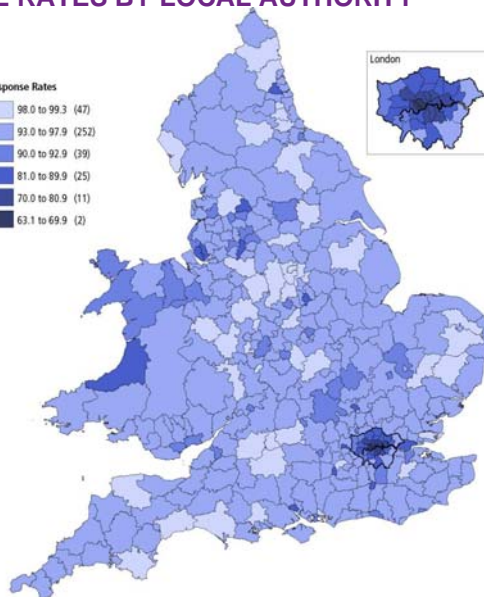 RATES BY LOCAL AUTHORITY
London
98.0 to 99.3 (47)
93.0 to 97.9 (252)
90.0 to 92.9 (39)
81.0 to 89.9 (25)
70.0 to 80.9 (11)
63.1 to 69.9 (2)
Rates